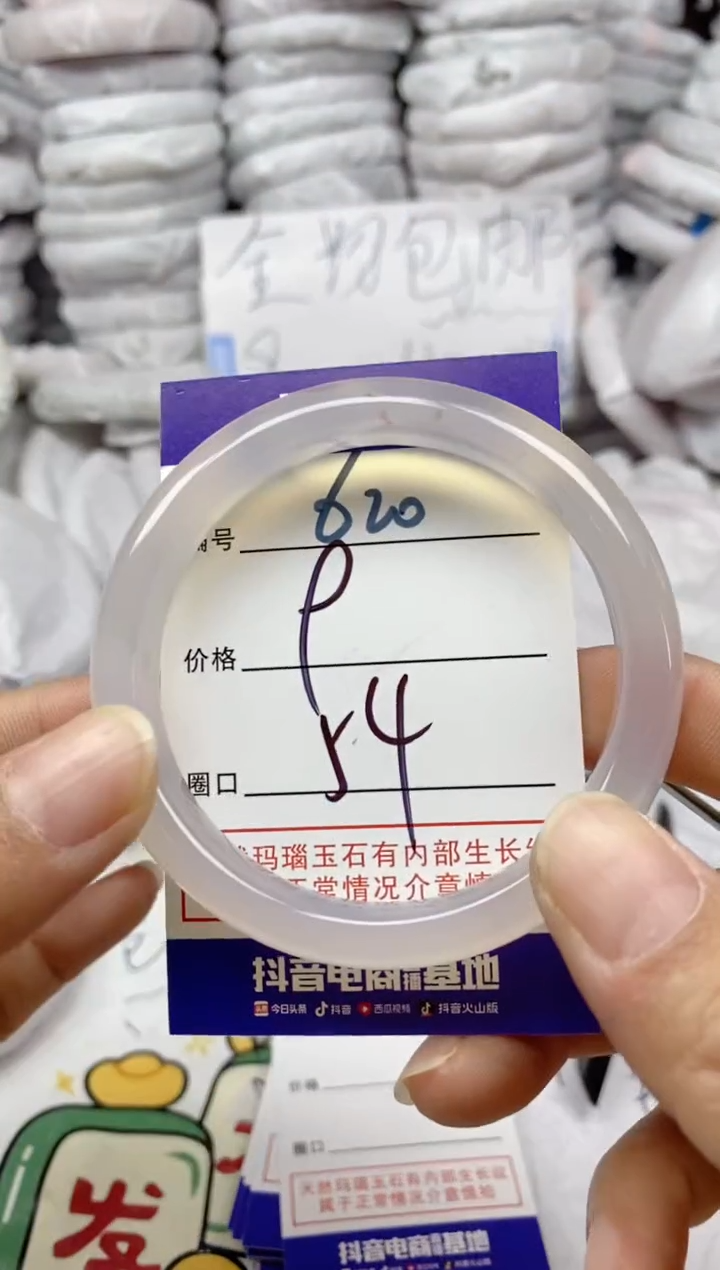 全场包邮
编号 620
价格 P
圈口 54
然玛瑙玉石有内部生长
正常情况介意慎
抖音电商直播基地
今日头条 抖音 西瓜视频 抖音火山版
价格
圈口
天然玛瑙玉石有内部生长纹
属于正常情况介意慎拍
抖音电商直播基地
发